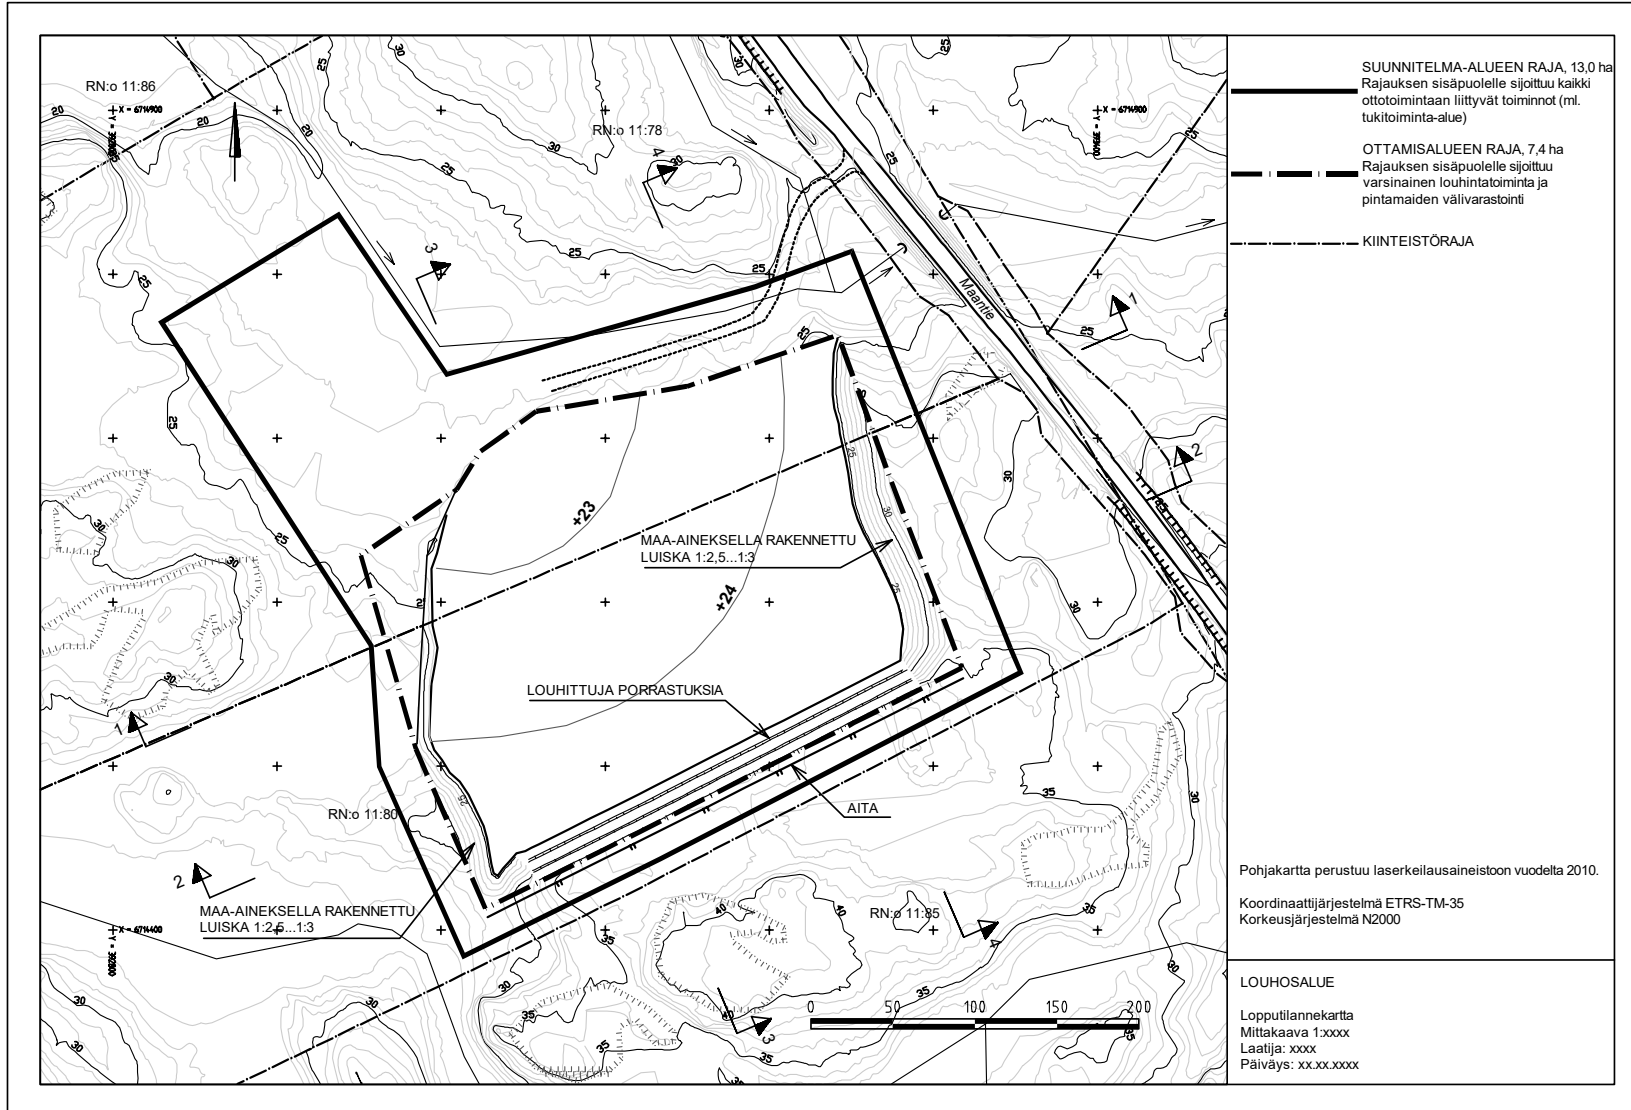 RN:o 11:86
X = 6714900
RN:o 11:78
X = 6714900
Maantie
+23
+24
MAA-AINEKSELLA RAKENNETTU
LUISKA 1:2,5...1:3
LOUHITTUJA PORRASTUKSIA
AITA
RN:o 11:80
RN:o 11:85
MAA-AINEKSELLA RAKENNETTU
LUISKA 1:2,5...1:3
X = 6714400
0 50 100 150 200
SUUNNITELMA-ALUEEN RAJA, 13,0 ha
Rajauksen sisäpuolelle sijoittuu kaikki
ottotoimintaan liittyvät toiminnot (ml.
tukitoiminta-alue)
OTTAMISALUEEN RAJA, 7,4 ha
Rajauksen sisäpuolelle sijoittuu
varsinainen louhintatoiminta ja
pintamaiden välivarastointi
KIINTEISTÖRAJA
Pohjakartta perustuu laserkeilausaineistoon vuodelta 2010.
Koordinaattijärjestelmä ETRS-TM-35
Korkeusjärjestelmä N2000
LOUHOSALUE
Lopputilannekartta
Mittakaava 1:xxxx
Laatija: xxxx
Päiväys: xx.xx.xxxx